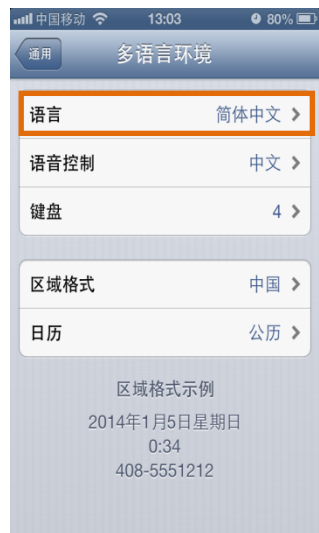 中国移动 13:03 80%
通用 多语言环境
语言 简体中文
语音控制 中文
键盘 4
区域格式 中国
日历 公历
区域格式示例
2014年1月5日星期日
0:34
408-5551212